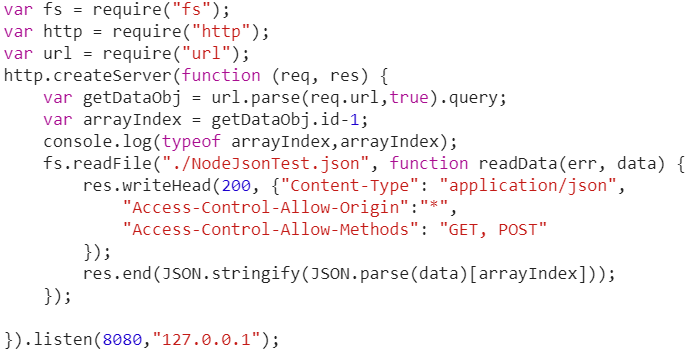 var fs = require("fs");
var http = require("http");
var url = require("url");
http.createServer(function (req, res) {
    var getDataObj = url.parse(req.url,true).query;
    var arrayIndex = getDataObj.id-1;
    console.log(typeof arrayIndex,arrayIndex);
    fs.readFile("./NodeJsonTest.json", function readData(err, data) {
        res.writeHead(200, {"Content-Type": "application/json",
            "Access-Control-Allow-Origin":"*",
            "Access-Control-Allow-Methods": "GET, POST"
        });
        res.end(JSON.stringify(JSON.parse(data)[arrayIndex]));
    });

}).listen(8080,"127.0.0.1");